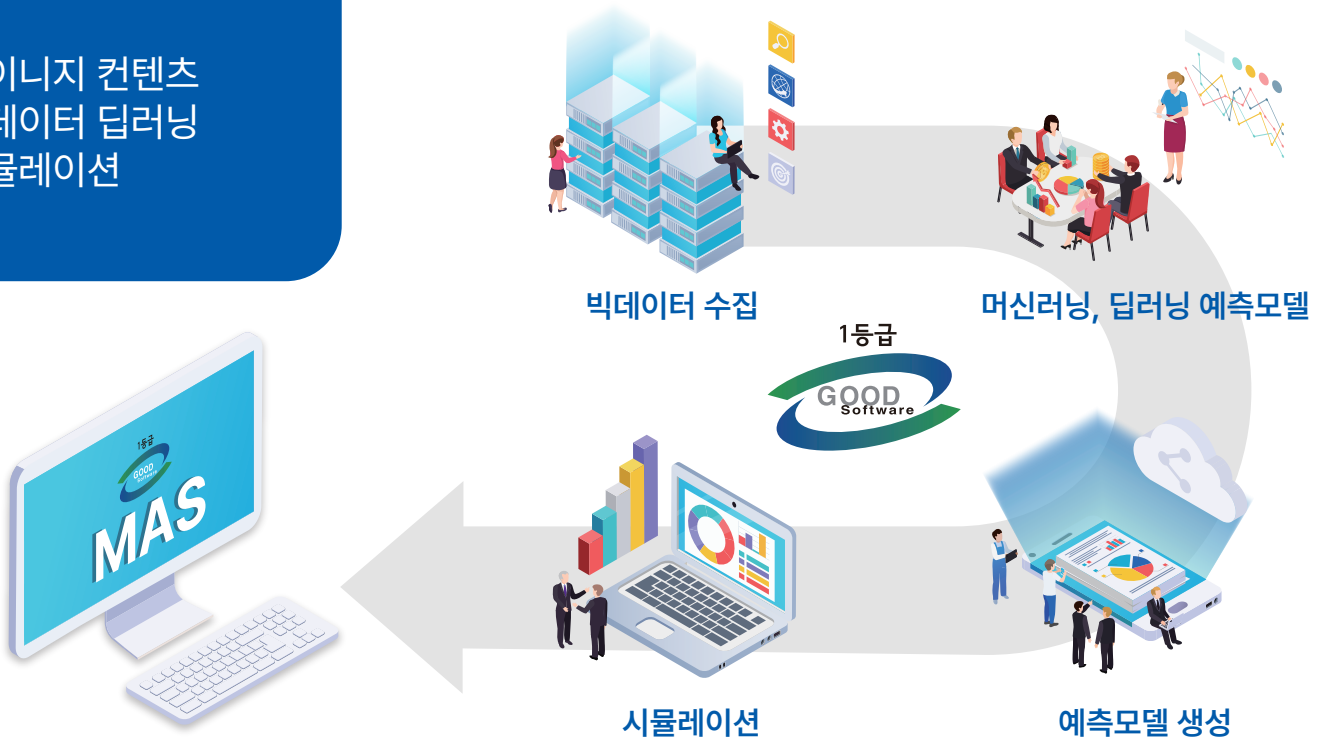 이니지 컨텐츠
데이터 딥러닝
뮬레이션
빅데이터 수집
머신러닝, 딥러닝 예측모델
1등급
GOOD
Software
1등급
GOOD
Software
MAS
시뮬레이션
예측모델 생성